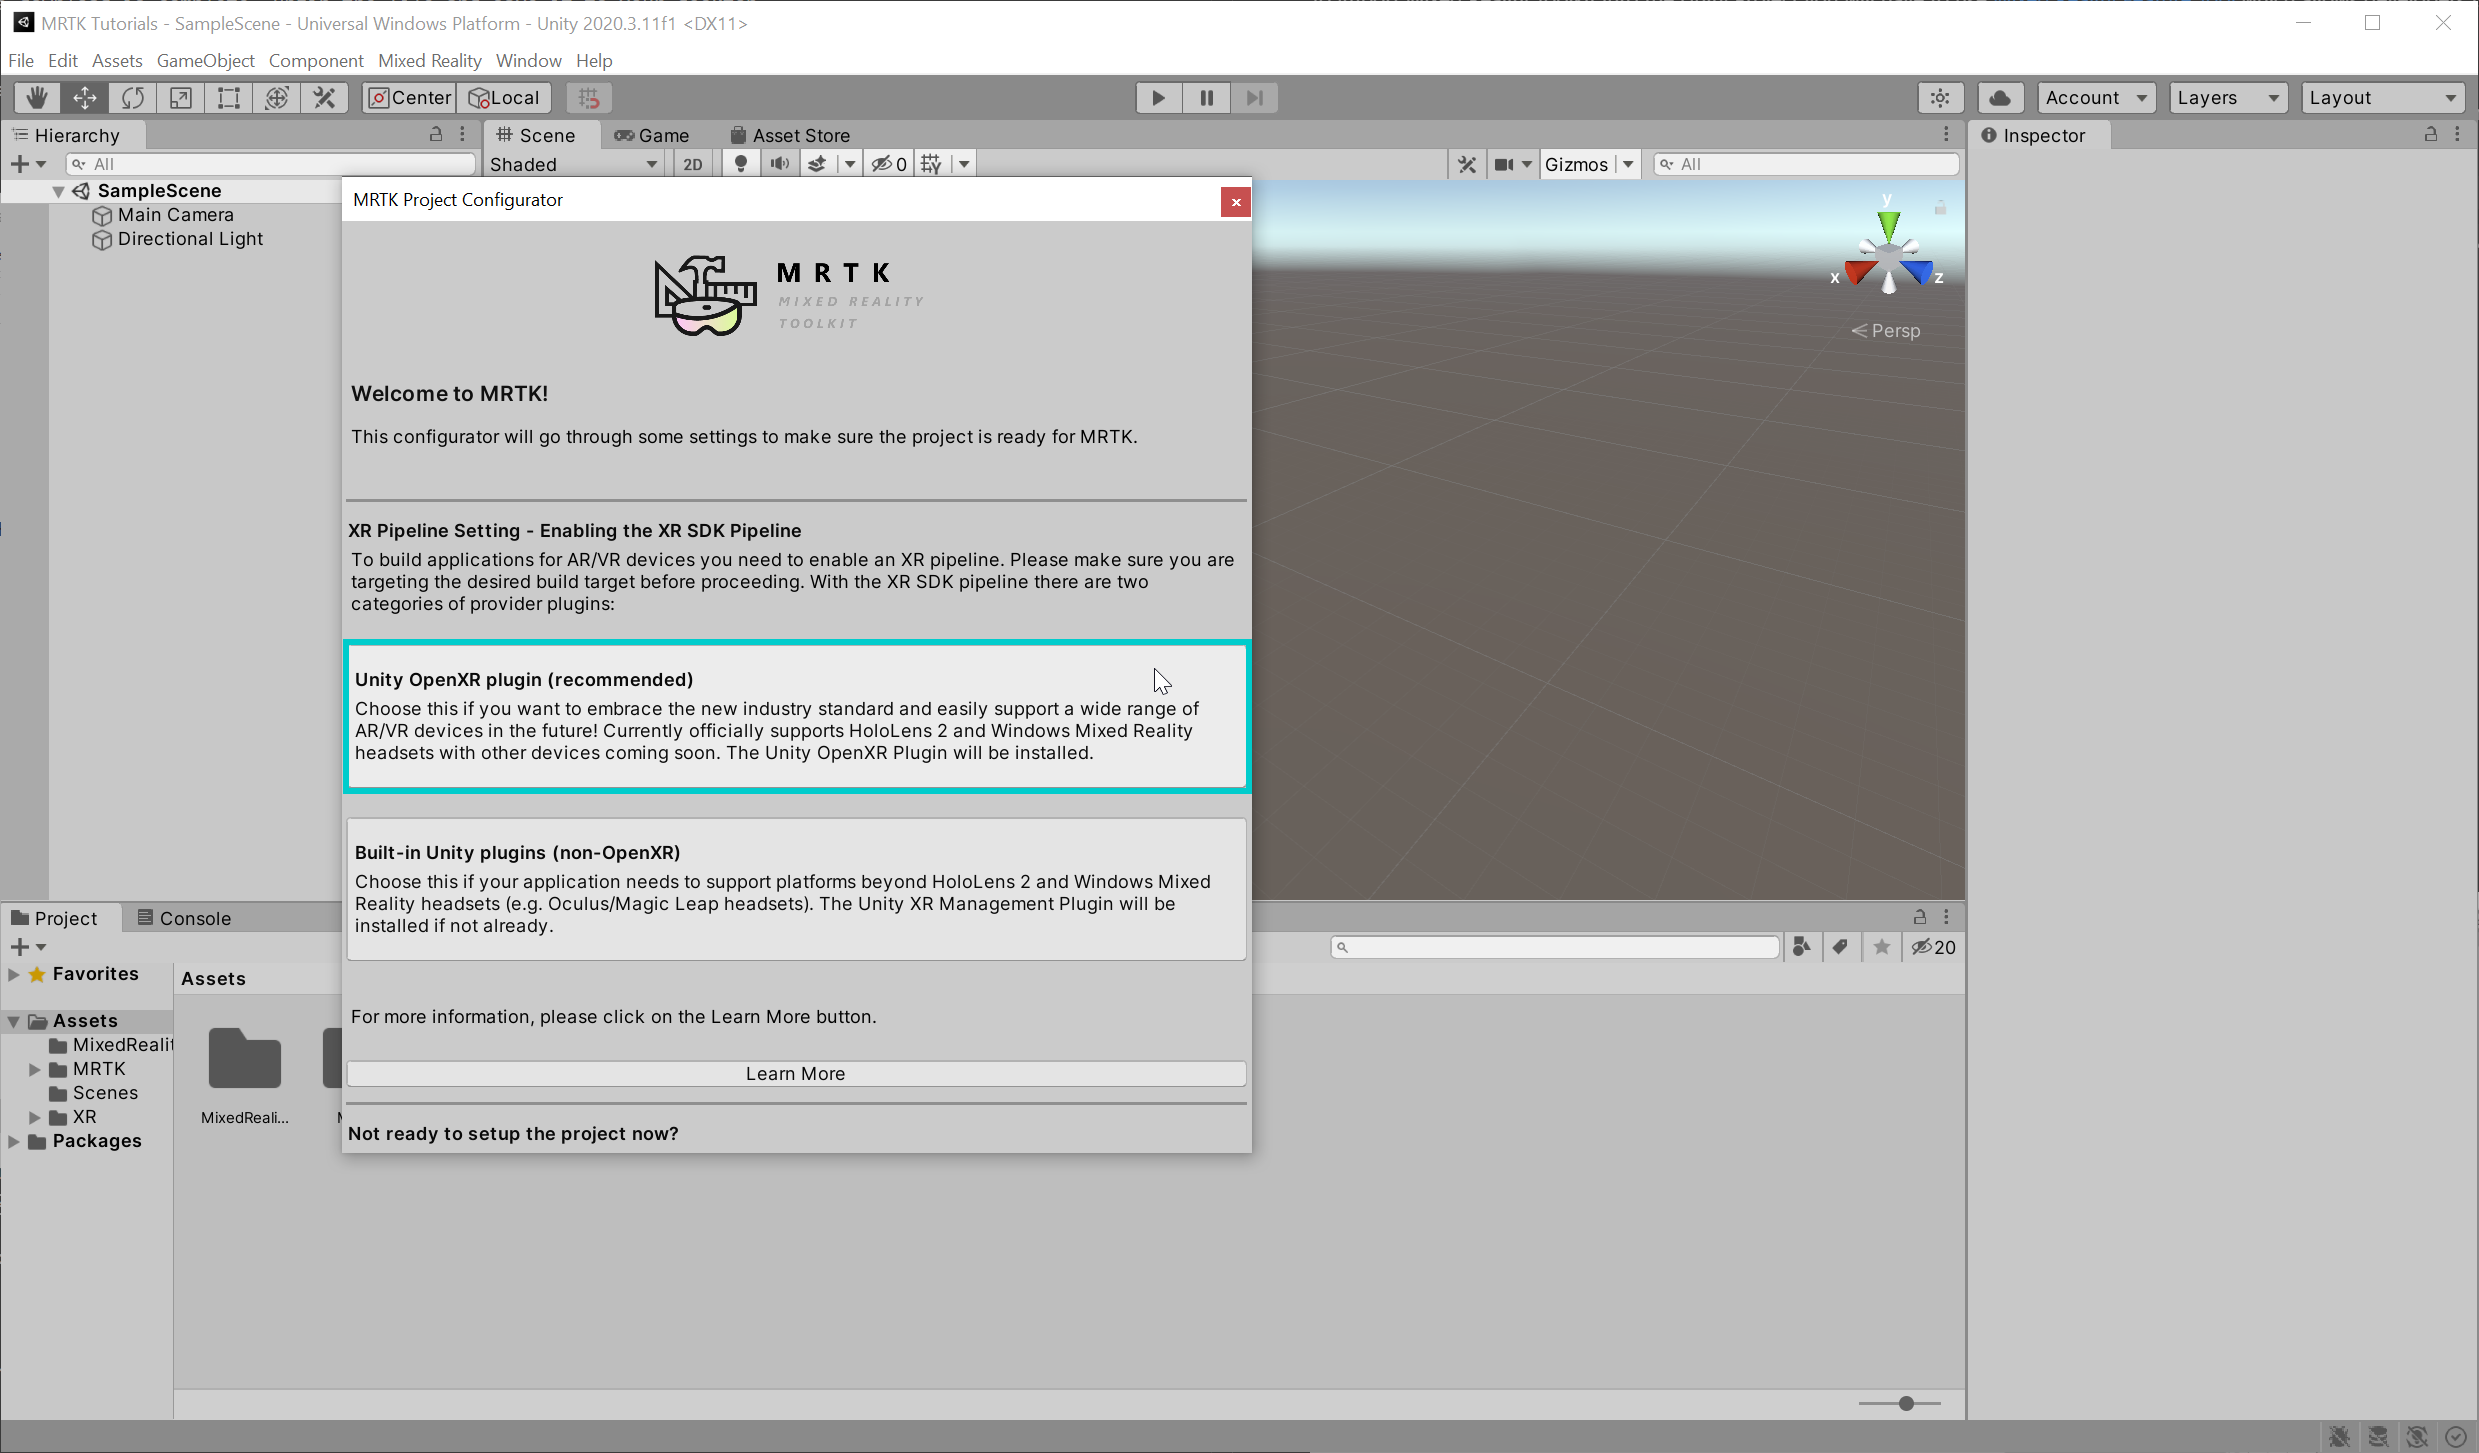 MRTK Tutorials - SampleScene - Universal Windows Platform - Unity 2020.3.11f1 <DX11>
File Edit Assets GameObject Component Mixed Reality Window Help
Center Local Account Layers Layout
Hierarchy
Scene Game Asset Store
Inspector
All
Shaded 2D 0 Gizmos All
SampleScene
Main Camera
Directional Light
y
x
z
Persp
MRTK Project Configurator
x
MRTK
MIXED REALITY
TOOLKIT
Welcome to MRTK!
This configurator will go through some settings to make sure the project is ready for MRTK.
XR Pipeline Setting - Enabling the XR SDK Pipeline
To build applications for AR/VR devices you need to enable an XR pipeline. Please make sure you are
targeting the desired build target before proceeding. With the XR SDK pipeline there are two
categories of provider plugins:
Unity OpenXR plugin (recommended)
Choose this if you want to embrace the new industry standard and easily support a wide range of
AR/VR devices in the future! Currently officially supports HoloLens 2 and Windows Mixed Reality
headsets with other devices coming soon. The Unity OpenXR Plugin will be installed.
Built-in Unity plugins (non-OpenXR)
Choose this if your application needs to support platforms beyond HoloLens 2 and Windows Mixed
Reality headsets (e.g. Oculus/Magic Leap headsets). The Unity XR Management Plugin will be
installed if not already.
For more information, please click on the Learn More button.
Learn More
Not ready to setup the project now?
Project Console
20
Favorites
Assets
MixedRealit
MRTK
Scenes
XR
Packages
Assets
MixedReali...